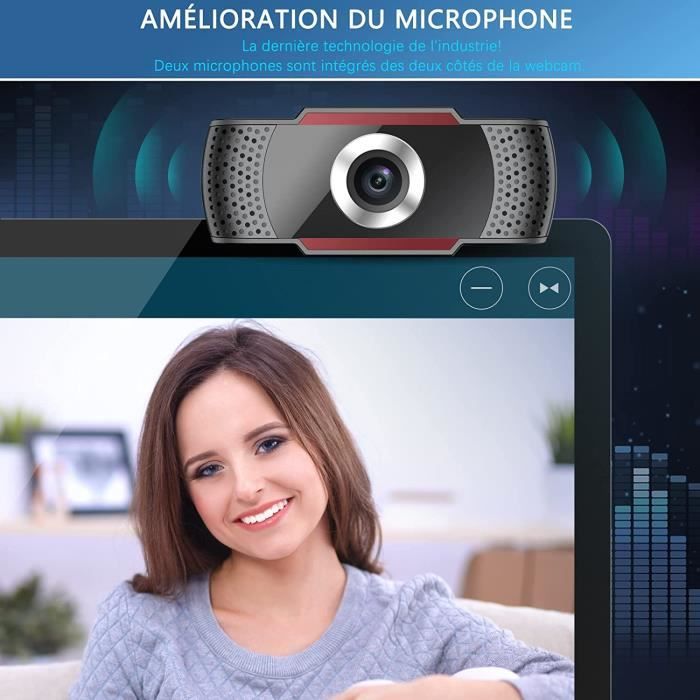 AMÉLIORATION DU MICROPHONE
La dernière technologie de l'industrie!
Deux microphones sont intégrés des deux côtés de la webcam.